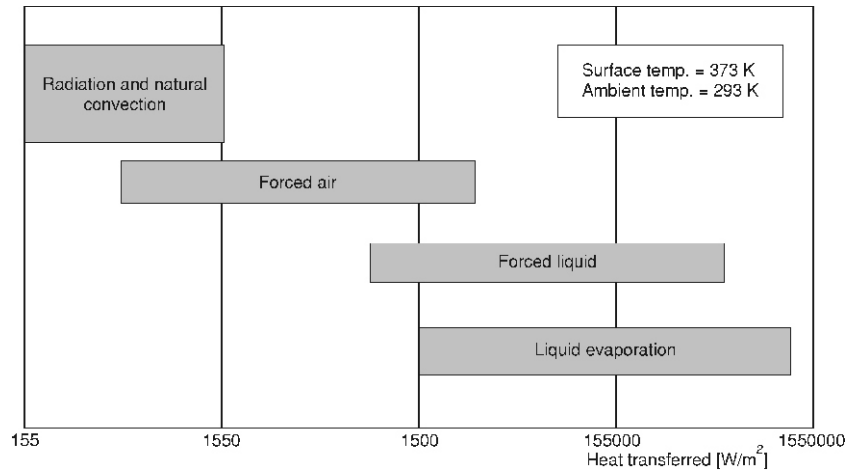 Radiation and natural
convection
Surface temp. = 373 K
Ambient temp. = 293 K
Forced air
Forced liquid
Liquid evaporation
155 1550 1500 155000 1550000
Heat transferred [W/m²]